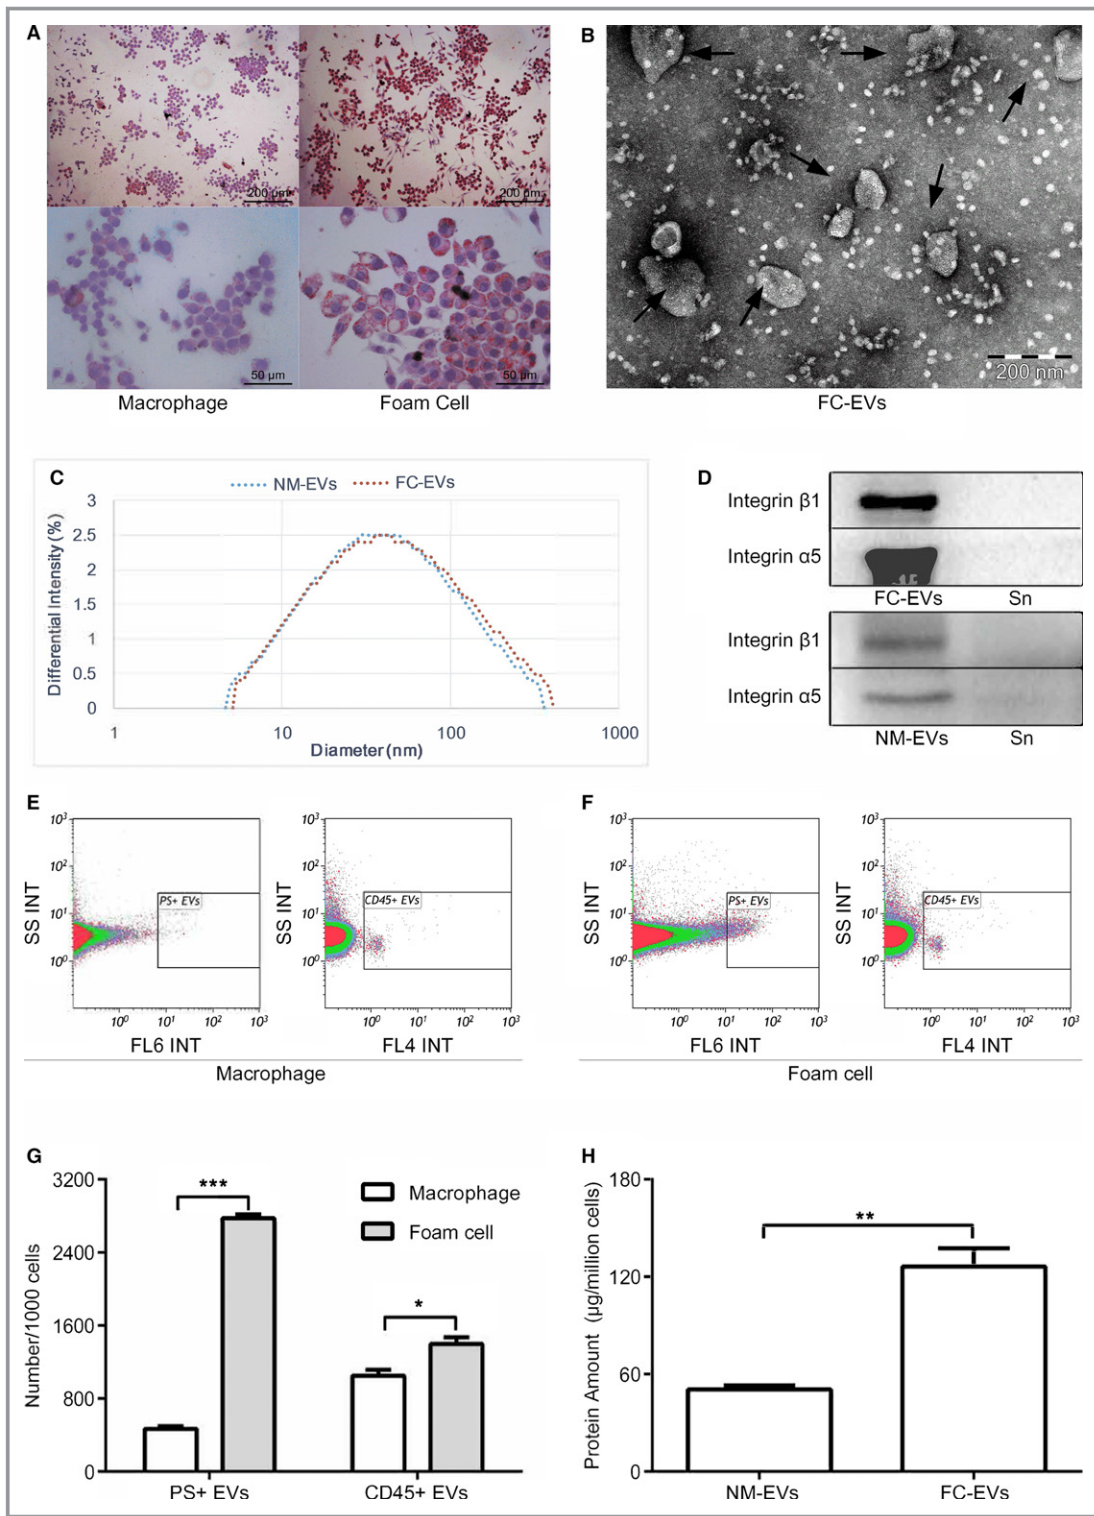 A
200 μm
200 μm
50 μm
50 μm
Macrophage
Foam Cell
B
200 nm
FC-EVs
C
NM-EVs
FC-EVs
Differential Intensity (%)
3
2.5
2
1.5
1
0.5
0
1
10
100
1000
Diameter (nm)
D
Integrin β1
Integrin α5
FC-EVs
Sn
Integrin β1
Integrin α5
NM-EVs
Sn
E
SS INT
10³
10²
10¹
10⁰
PS+ EVs
10⁰
10¹
10²
10³
FL6 INT
SS INT
10³
10²
10¹
10⁰
CD45+ EVs
10⁰
10¹
10²
10³
FL4 INT
Macrophage
F
SS INT
10³
10²
10¹
10⁰
PS+ EVs
10⁰
10¹
10²
10³
FL6 INT
SS INT
10³
10²
10¹
10⁰
CD45+ EVs
10⁰
10¹
10²
10³
FL4 INT
Foam cell
G
Number/1000 cells
3200
2400
1600
800
0
***
*
Macrophage
Foam cell
PS+ EVs
CD45+ EVs
H
Protein Amount (μg/million cells)
180
120
60
0
**
NM-EVs
FC-EVs